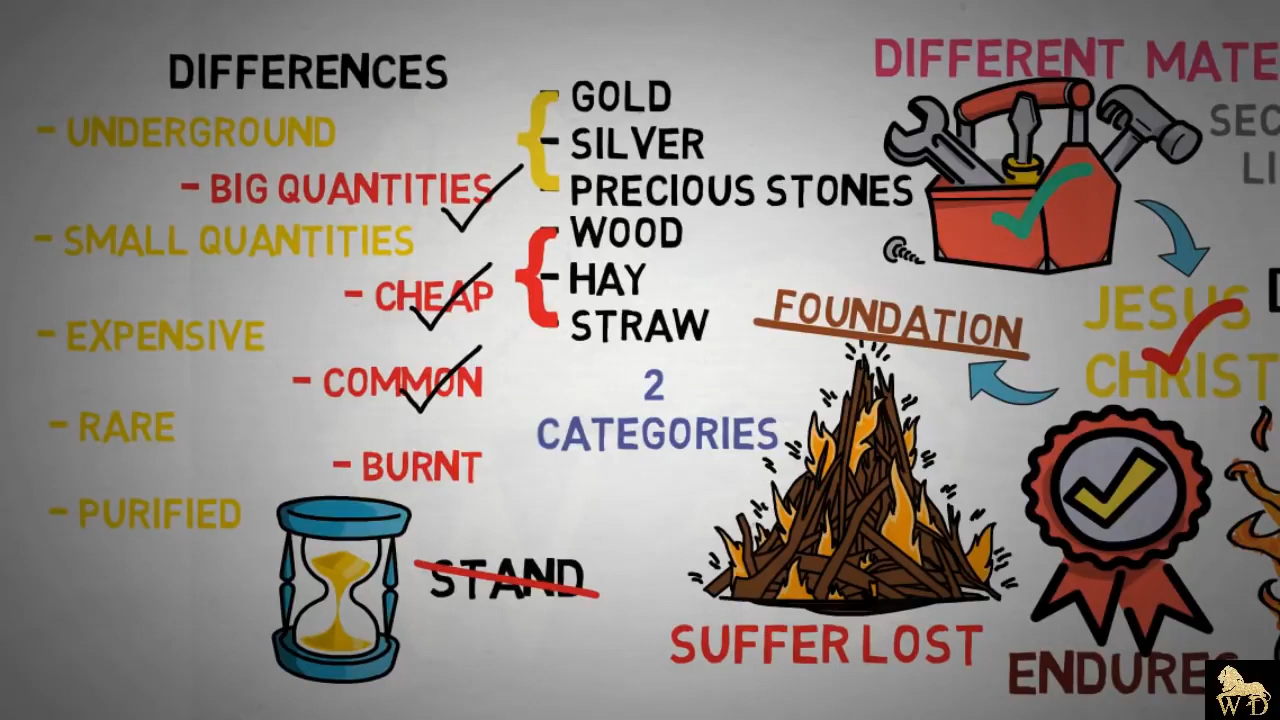 DIFFERENCES
- UNDERGROUND
- BIG QUANTITIES
- SMALL QUANTITIES
- CHEAP
- EXPENSIVE
- COMMON
- RARE
- BURNT
- PURIFIED
STAND
- GOLD
- SILVER
- PRECIOUS STONES
- WOOD
- HAY
- STRAW
2
CATEGORIES
DIFFERENT MATE
SEC
LI
FOUNDATION
JESUS
CHRIST
SUFFER LOST
ENDURES
W D